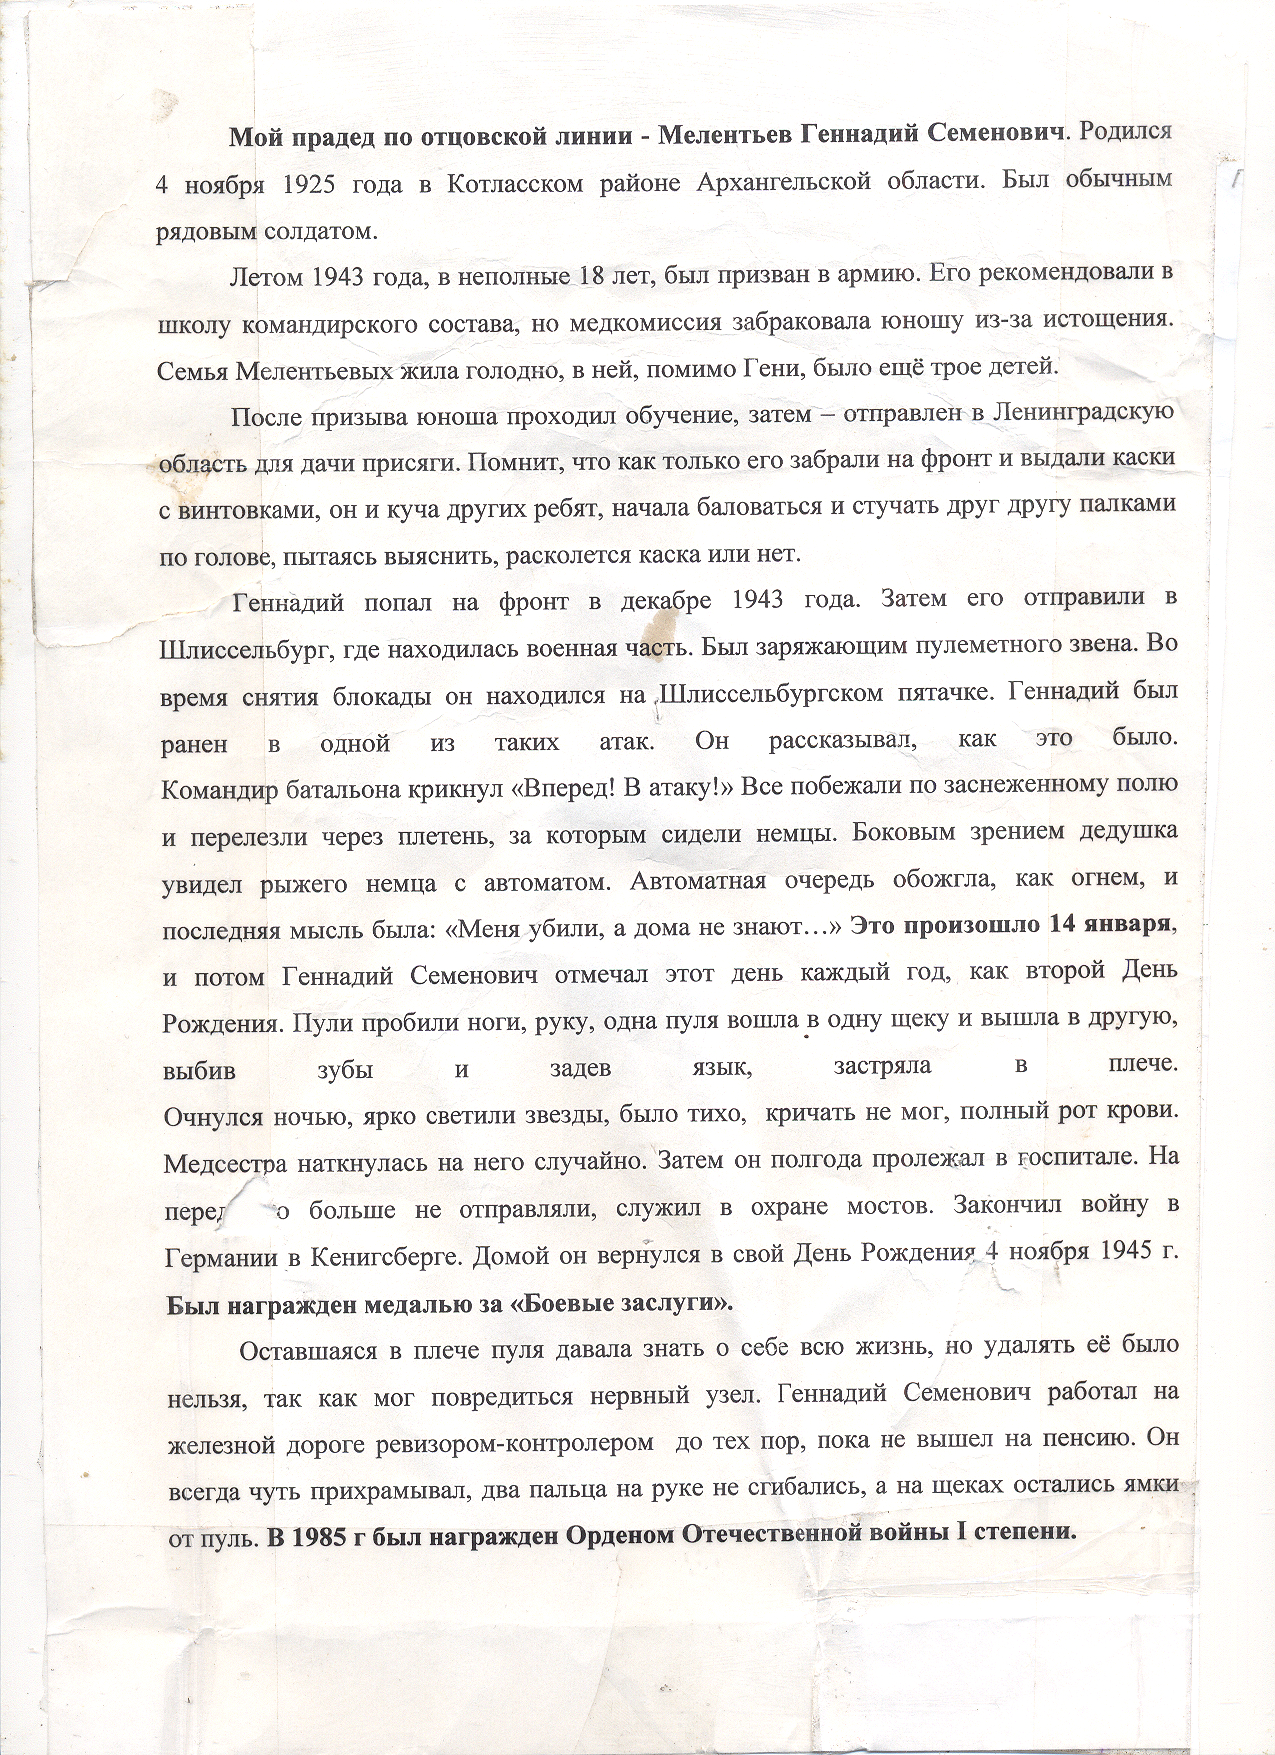 Мой прадед по отцовской линии - Мелентьев Геннадий Семенович. Родился
4 ноября 1925 года в Котласском районе Архангельской области. Был обычным
рядовым солдатом.
Летом 1943 года, в неполные 18 лет, был призван в армию. Его рекомендовали в
школу командирского состава, но медкомиссия забраковала юношу из-за истощения.
Семья Мелентьевых жила голодно, в ней, помимо Гени, было ещё трое детей.
После призыва юноша проходил обучение, затем – отправлен в Ленинградскую
область для дачи присяги. Помнит, что как только его забрали на фронт и выдали каски
с винтовками, он и куча других ребят, начала баловаться и стучать друг другу палками
по голове, пытаясь выяснить, расколется каска или нет.
Геннадий попал на фронт в декабре 1943 года. Затем его отправили в
Шлиссельбург, где находилась военная часть. Был заряжающим пулеметного звена. Во
время снятия блокады он находился на Шлиссельбургском пятачке. Геннадий был
ранен в одной из таких атак. Он рассказывал, как это было.
Командир батальона крикнул «Вперед! В атаку!» Все побежали по заснеженному полю
и перелезли через плетень, за которым сидели немцы. Боковым зрением дедушка
увидел рыжего немца с автоматом. Автоматная очередь обожгла, как огнем, и
последняя мысль была: «Меня убили, а дома не знают…» Это произошло 14 января,
и потом Геннадий Семенович отмечал этот день каждый год, как второй День
Рождения. Пули пробили ноги, руку, одна пуля вошла в одну щеку и вышла в другую,
выбив зубы и задев язык, застряла в плече.
Очнулся ночью, ярко светили звезды, было тихо, кричать не мог, полный рот крови.
Медсестра наткнулась на него случайно. Затем он полгода пролежал в госпитале. На
больше не отправляли, служил в охране мостов. Закончил войну в
Германии в Кенигсберге. Домой он вернулся в свой День Рождения 4 ноября 1945 г.
Был награжден медалью за «Боевые заслуги».
Оставшаяся в плече пуля давала знать о себе всю жизнь, но удалять её было
нельзя, так как мог повредиться нервный узел. Геннадий Семенович работал на
железной дороге ревизором-контролером до тех пор, пока не вышел на пенсию. Он
всегда чуть прихрамывал, два пальца на руке не сгибались, а на щеках остались ямки
от пуль. В 1985 г был награжден Орденом Отечественной войны I степени.